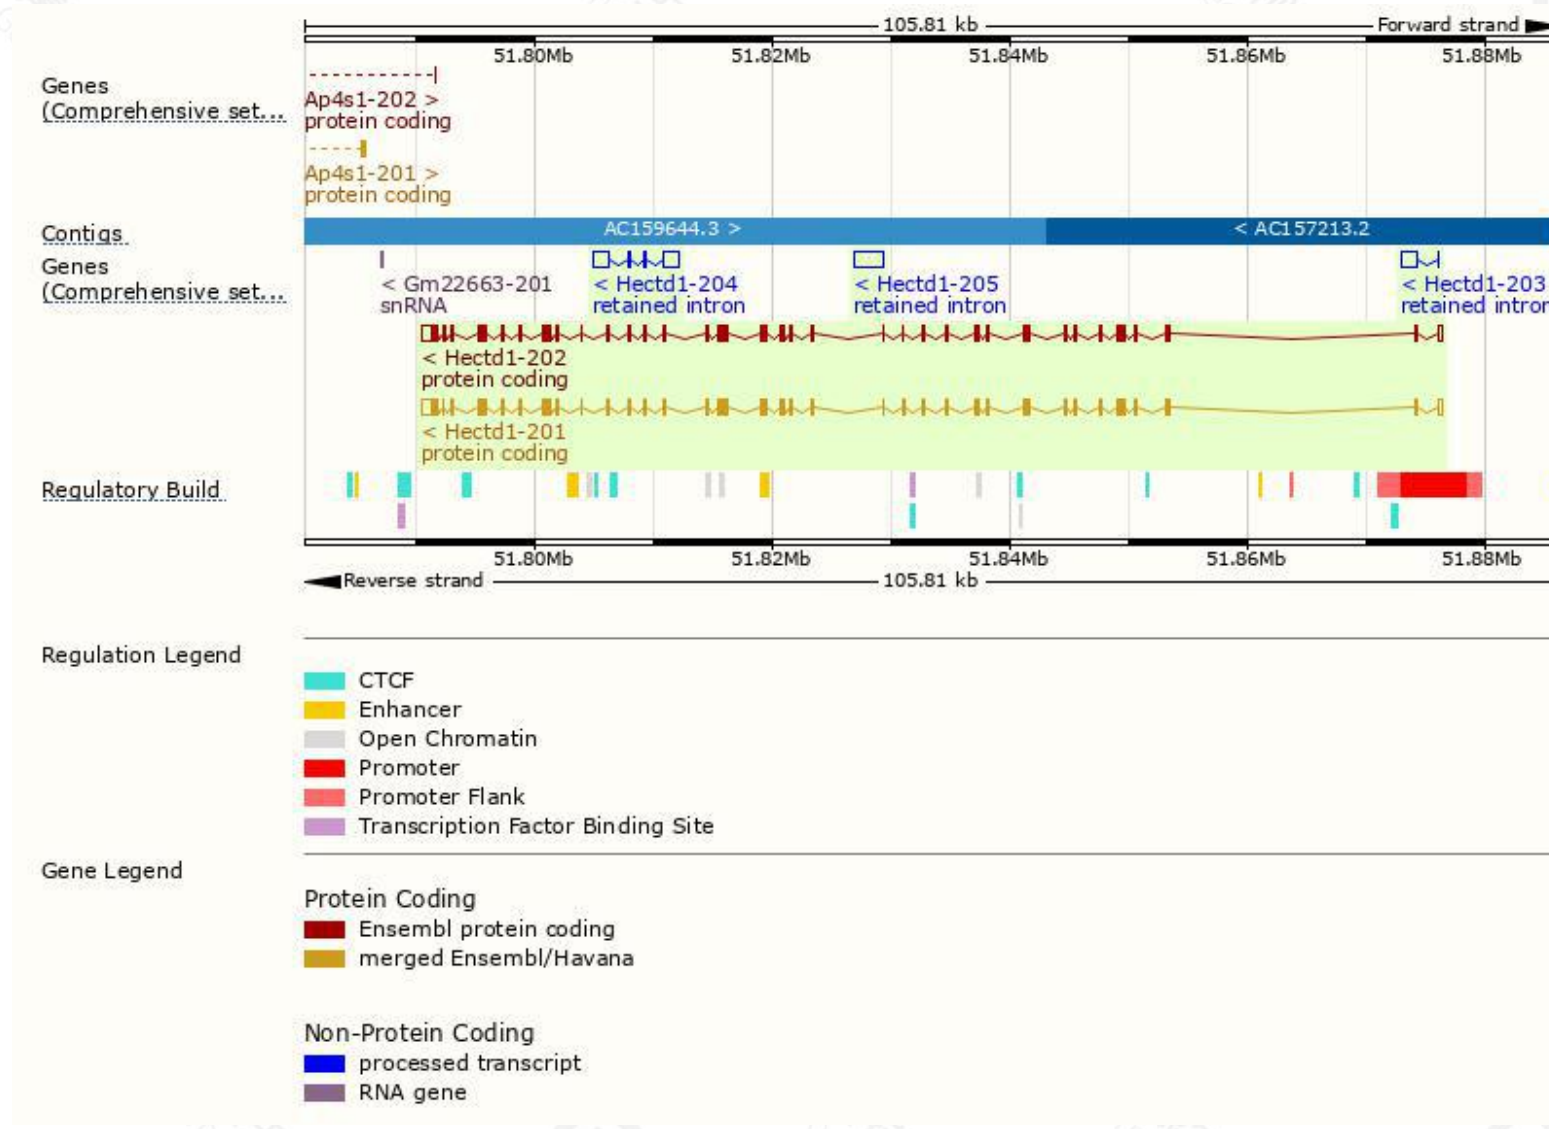 105.81 kb Forward strand
51.80Mb 51.82Mb 51.84Mb 51.86Mb 51.88Mb
Genes
(Comprehensive set...
Ap4s1-202 >
protein coding
Ap4s1-201 >
protein coding
Contigs
AC159644.3 > < AC157213.2
Genes
(Comprehensive set...
< Gm22663-201
snRNA
< Hectd1-204
retained intron
< Hectd1-205
retained intron
< Hectd1-203
retained intron
< Hectd1-202
protein coding
< Hectd1-201
protein coding
Regulatory Build
51.80Mb 51.82Mb 51.84Mb 51.86Mb 51.88Mb
Reverse strand 105.81 kb
Regulation Legend
CTCF
Enhancer
Open Chromatin
Promoter
Promoter Flank
Transcription Factor Binding Site
Gene Legend
Protein Coding
Ensembl protein coding
merged Ensembl/Havana
Non-Protein Coding
processed transcript
RNA gene